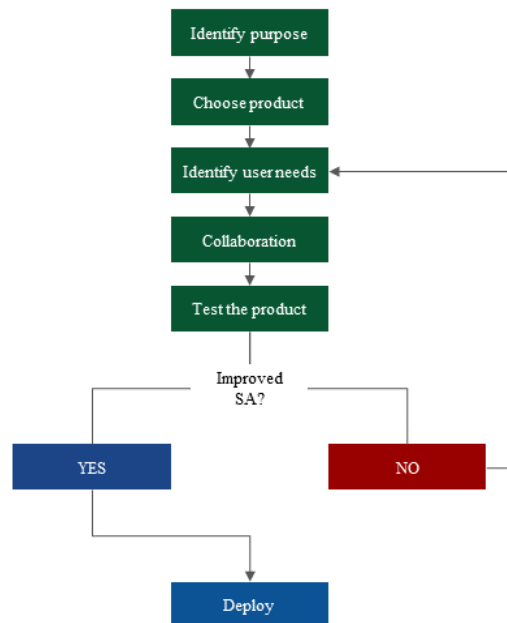 Identify purpose
Choose product
Identify user needs
Collaboration
Test the product
Improved
SA?
YES
NO
Deploy